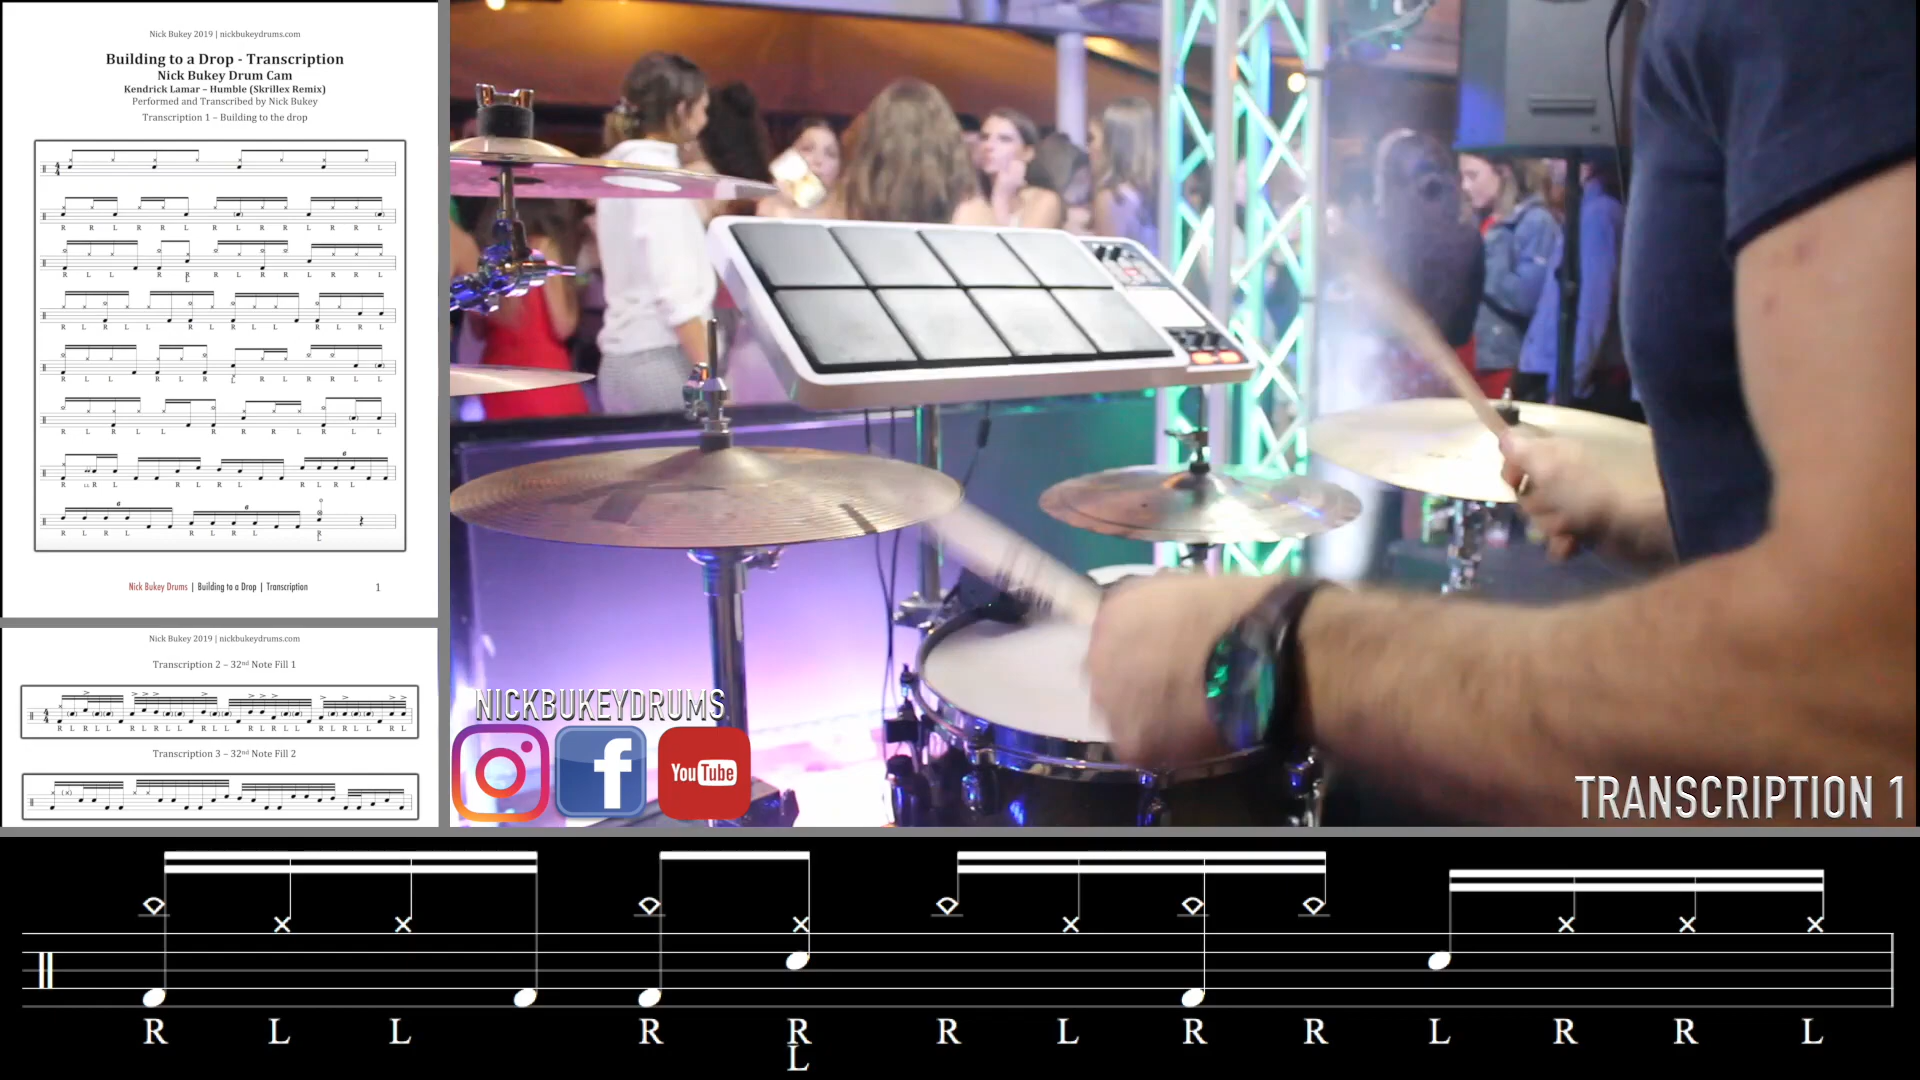 Nick Bukey 2019 | nickbukeydrums.com
Building to a Drop - Transcription
Nick Bukey Drum Cam
Kendrick Lamar – Humble (Skrillex Remix)
Performed and Transcribed by Nick Bukey
Transcription 1 – Building to the drop
Nick Bukey Drums | Building to a Drop | Transcription 1
Nick Bukey 2019 | nickbukeydrums.com
Transcription 2 – 32nd Note Fill 1
Transcription 3 – 32nd Note Fill 2
NICKBUKEYDRUMS
f
YouTube
TRANSCRIPTION 1
R L L R R R L R R L R R L
L